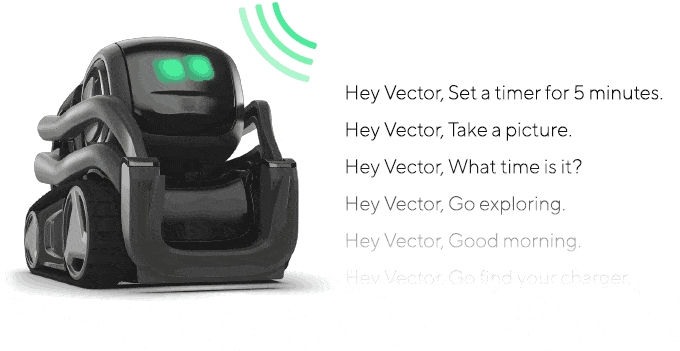 Hey Vector, Set a timer for 5 minutes.
Hey Vector, Take a picture.
Hey Vector, What time is it?
Hey Vector, Go exploring.
Hey Vector, Good morning.
Hey Vector, Go find your charger.